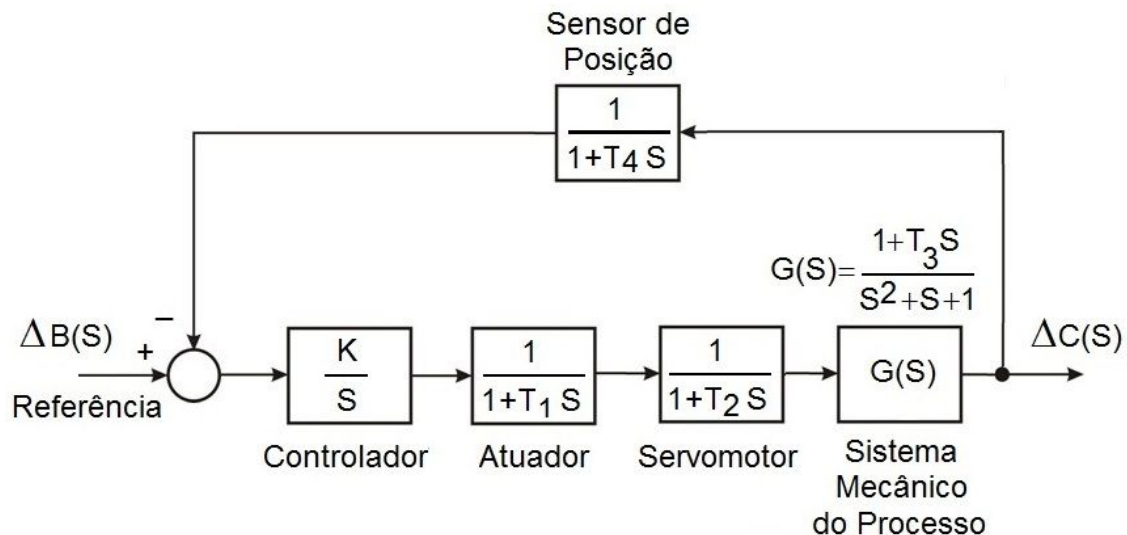 Sensor de
Posição
1
1+T₄ S
G(S)= 1+T₃S
S²+S+1
ΔB(S)
−
+
Referência
K
S
Controlador
1
1+T₁ S
Atuador
1
1+T₂ S
Servomotor
G(S)
Sistema
Mecânico
do Processo
ΔC(S)